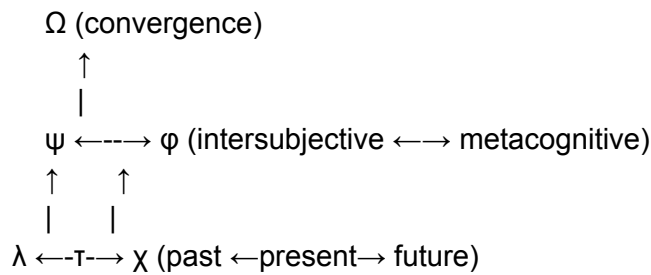 Ω (convergence)
↑
|
ψ ←--→ φ (intersubjective ←→ metacognitive)
↑ ↑
| |
λ ←-τ-→ χ (past ←present→ future)